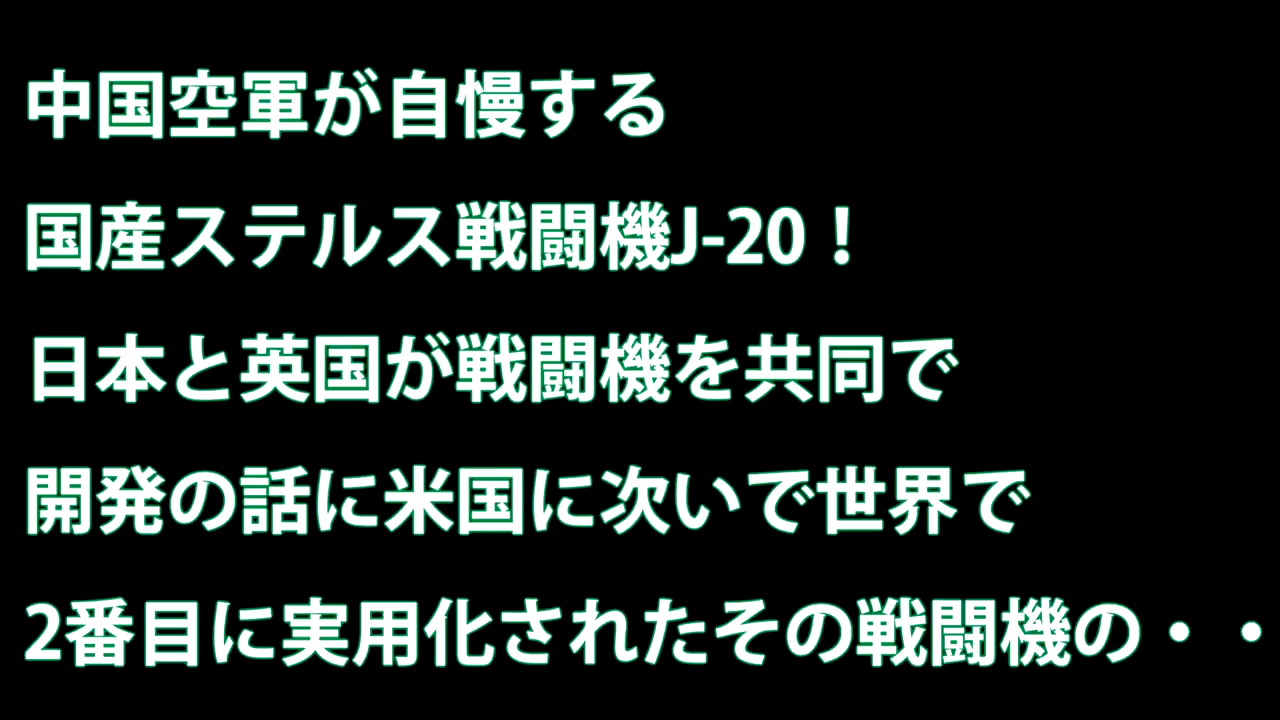 中国空軍が自慢する
国産ステルス戦闘機J-20！
日本と英国が戦闘機を共同で
開発の話に米国に次いで世界で
2番目に実用化されたその戦闘機の・・